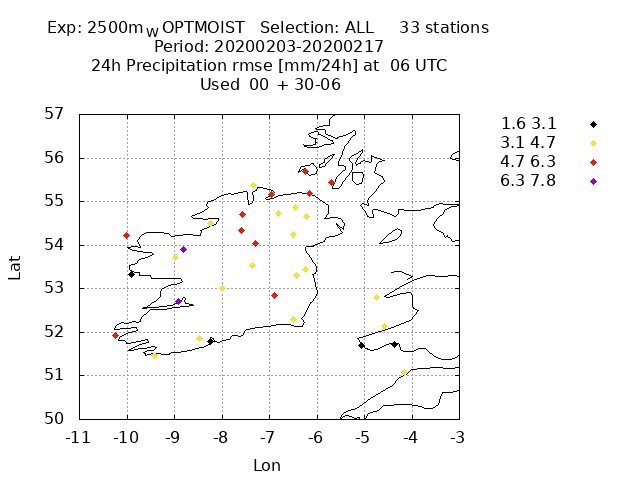 Exp: 2500m_W OPTMOIST Selection: ALL 33 stations
Period: 20200203-20200217
24h Precipitation rmse [mm/24h] at 06 UTC
Used 00 + 30-06
1.6 3.1
3.1 4.7
4.7 6.3
6.3 7.8
57
56
55
54
53
52
51
50
Lat
-11 -10 -9 -8 -7 -6 -5 -4 -3
Lon